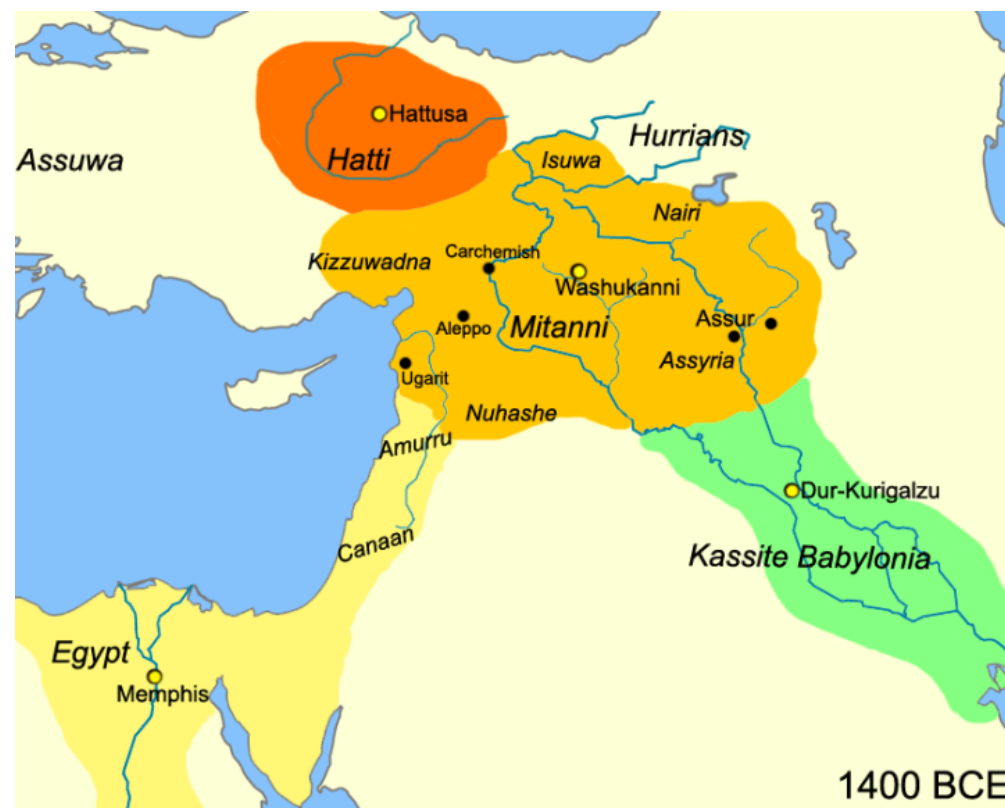 Hattusa
Hurrians
Assuwa
Hatti
Isuwa
Nairi
Carchemish
Kizzuwadna
Washukanni
Aleppo
Mitanni
Assur
Assyria
Ugarit
Nuhashe
Amurru
Dur-Kurigalzu
Canaan
Kassite Babylonia
Egypt
Memphis
1400 BCE